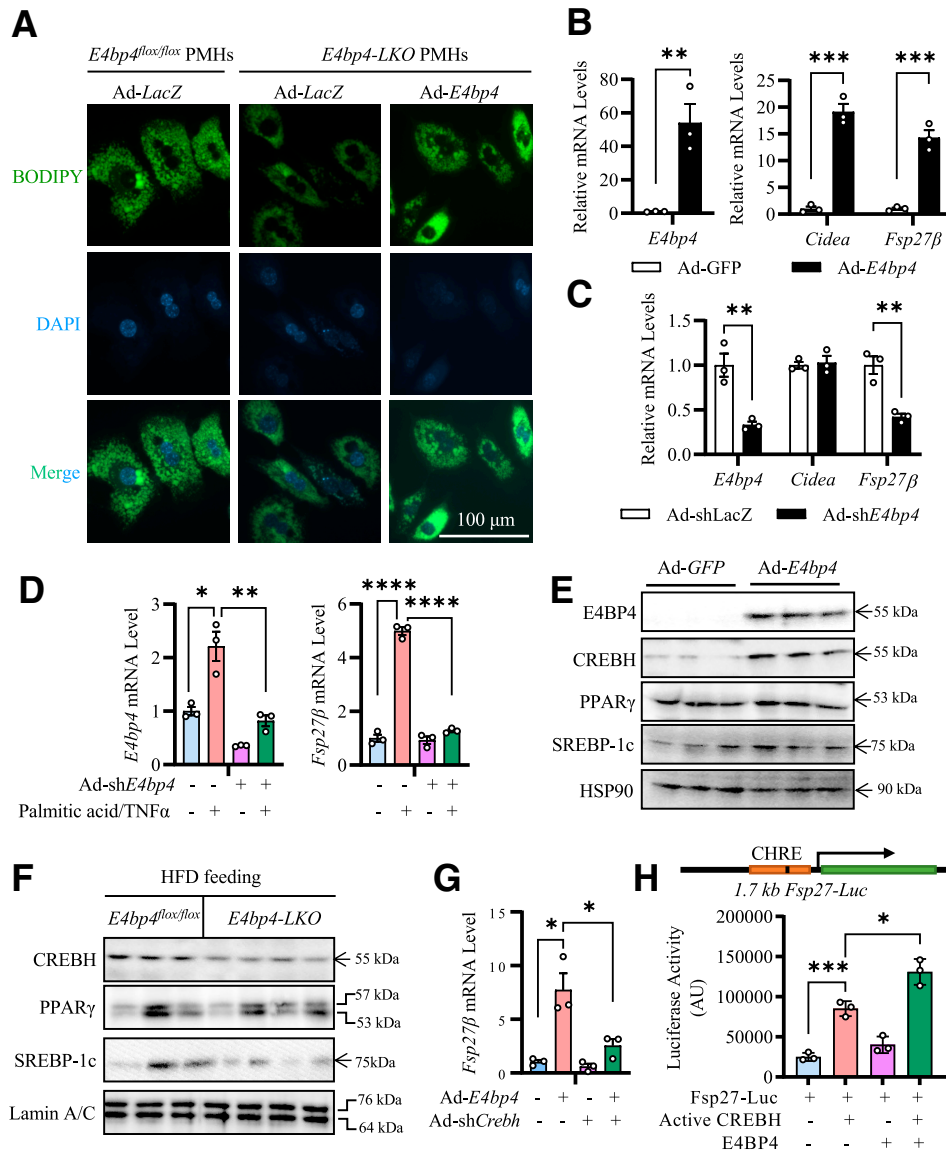 A
E4bp4flox/flox PMHs
E4bp4-LKO PMHs
Ad-LacZ
Ad-LacZ
Ad-E4bp4
BODIPY
DAPI
Merge
100 μm
B
Relative mRNA Levels
80
60
40
20
0
**
E4bp4
Relative mRNA Levels
25
20
15
10
5
0
***
***
Cidea
Fsp27β
Ad-GFP
Ad-E4bp4
C
Relative mRNA Levels
1.5
1.0
0.5
0.0
**
**
E4bp4
Cidea
Fsp27β
Ad-shLacZ
Ad-shE4bp4
D
E4bp4 mRNA Level
3
2
1
0
*
**
Fsp27β mRNA Level
6
4
2
0
****
****
Ad-shE4bp4 - - + + - - + +
Palmitic acid/TNFα - + - + - + - +
E
Ad-GFP
Ad-E4bp4
E4BP4 55 kDa
CREBH 55 kDa
PPARγ 53 kDa
SREBP-1c 75 kDa
HSP90 90 kDa
F
HFD feeding
E4bp4flox/flox
E4bp4-LKO
CREBH 55 kDa
PPARγ 57 kDa
53 kDa
SREBP-1c 75kDa
Lamin A/C 76 kDa
64 kDa
G
Fsp27β mRNA Level
15
10
5
0
*
*
Ad-E4bp4 - + - +
Ad-shCrebh - - + +
H
CHRE
1.7 kb Fsp27-Luc
Luciferase Activity
(AU)
200000
150000
100000
50000
0
***
*
Fsp27-Luc + + + +
Active CREBH + +
E4BP4 + +